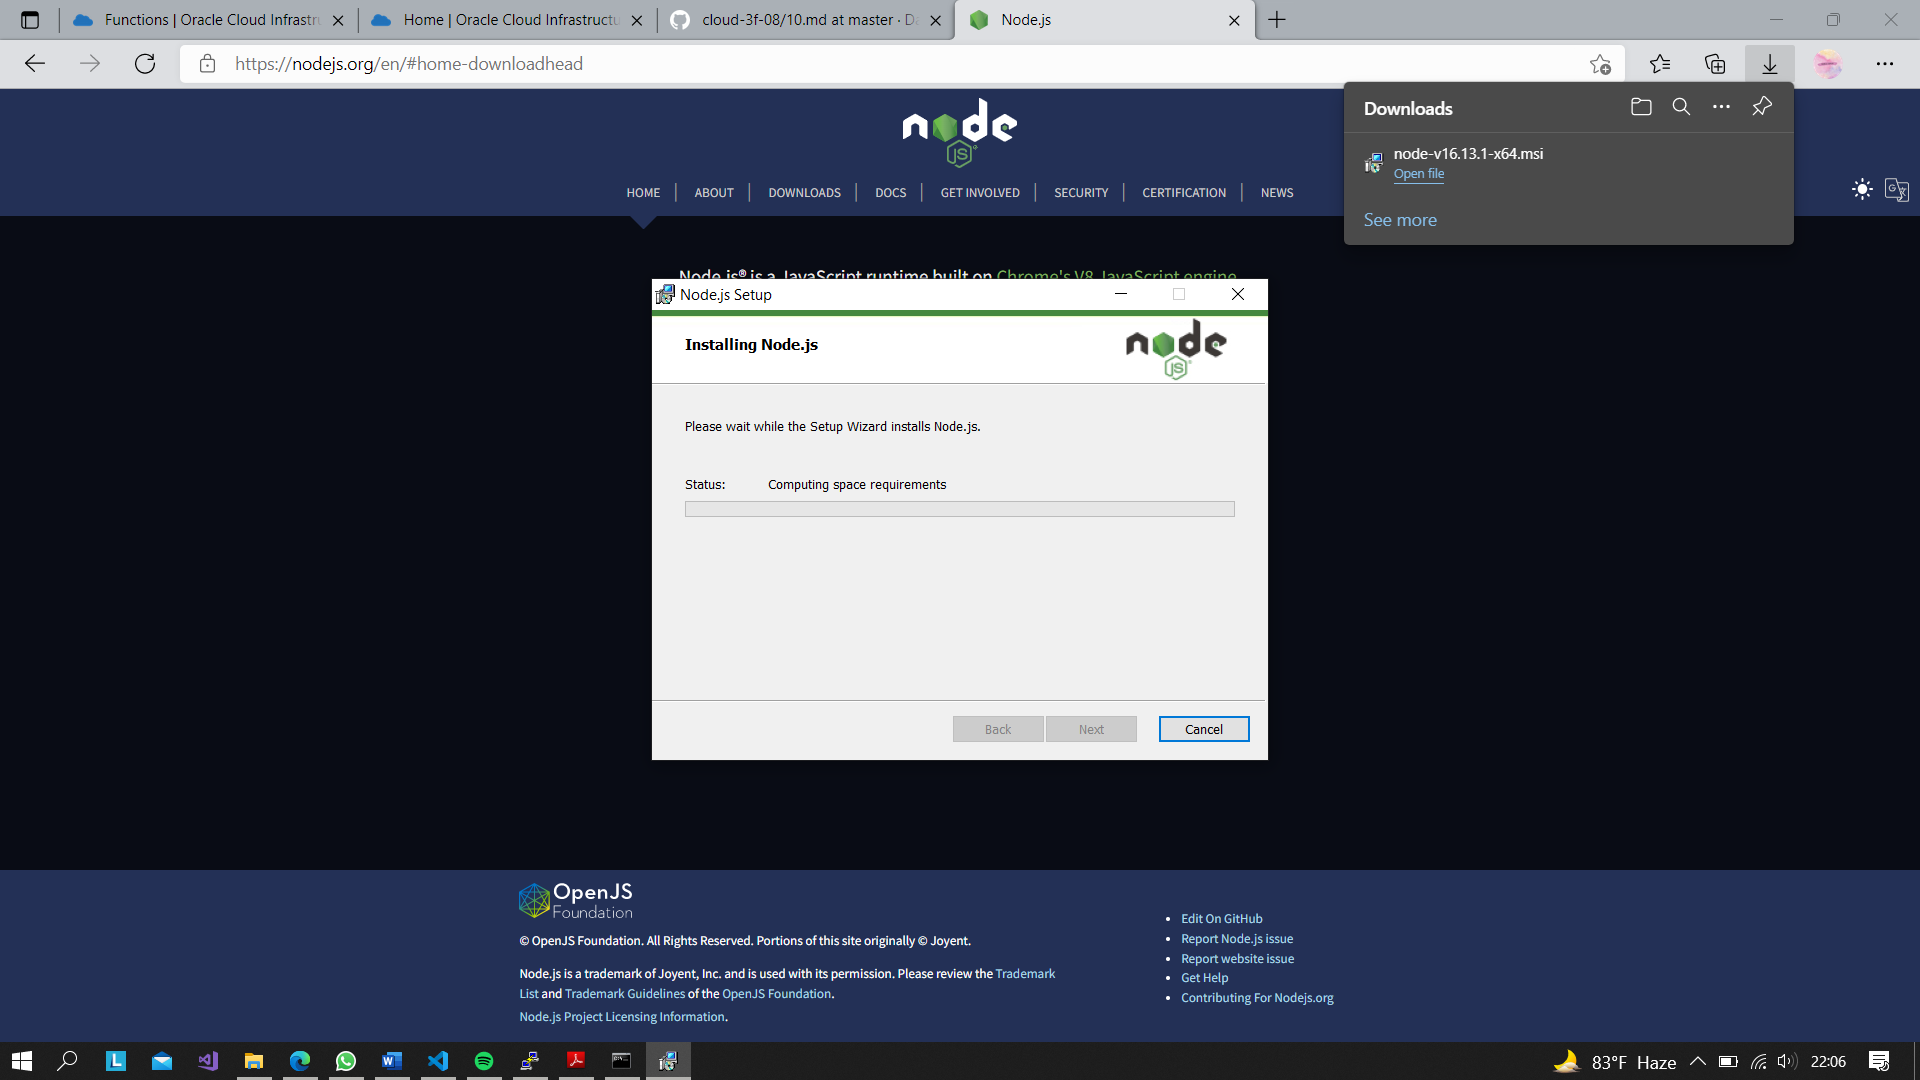 Functions | Oracle Cloud Infrastru
Home | Oracle Cloud Infrastructu
cloud-3f-08/10.md at master · Da
Node.js
https://nodejs.org/en/#home-downloadhead
Downloads
node-v16.13.1-x64.msi
Open file
See more
node
JS
HOME
ABOUT
DOWNLOADS
DOCS
GET INVOLVED
SECURITY
CERTIFICATION
NEWS
Node.js® is a JavaScript runtime built on Chrome's V8 JavaScript engine
Node.js Setup
Installing Node.js
node
JS
Please wait while the Setup Wizard installs Node.js.
Status: Computing space requirements
Back
Next
Cancel
OpenJS
Foundation
© OpenJS Foundation. All Rights Reserved. Portions of this site originally © Joyent.
Node.js is a trademark of Joyent, Inc. and is used with its permission. Please review the Trademark
List and Trademark Guidelines of the OpenJS Foundation.
Node.js Project Licensing Information.
Edit On GitHub
Report Node.js issue
Report website issue
Get Help
Contributing For Nodejs.org
83°F Haze
22:06